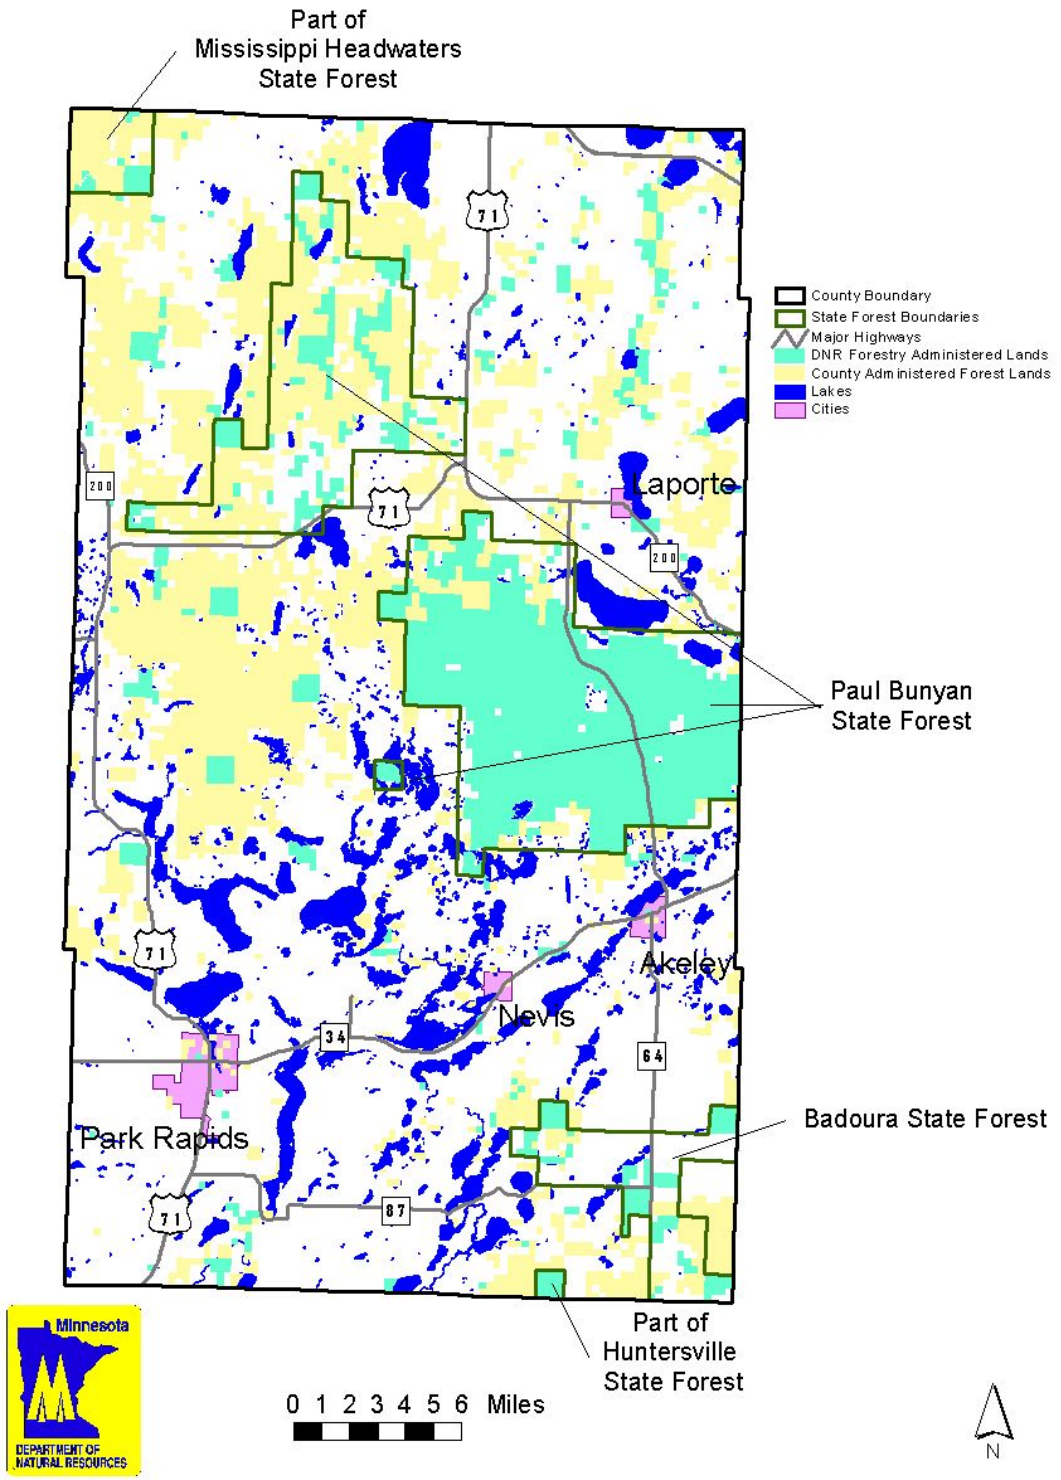 Part of
Mississippi Headwaters
State Forest
71
County Boundary
State Forest Boundaries
Major Highways
DNR Forestry Administered Lands
County Administered Forest Lands
Lakes
Cities
Laporte
200
71
200
Paul Bunyan
State Forest
71
Akeley
Nevis
34
64
Park Rapids
Badoura State Forest
71
87
Part of
Huntersville
State Forest
Minnesota
DEPARTMENT OF
NATURAL RESOURCES
0 1 2 3 4 5 6 Miles
N